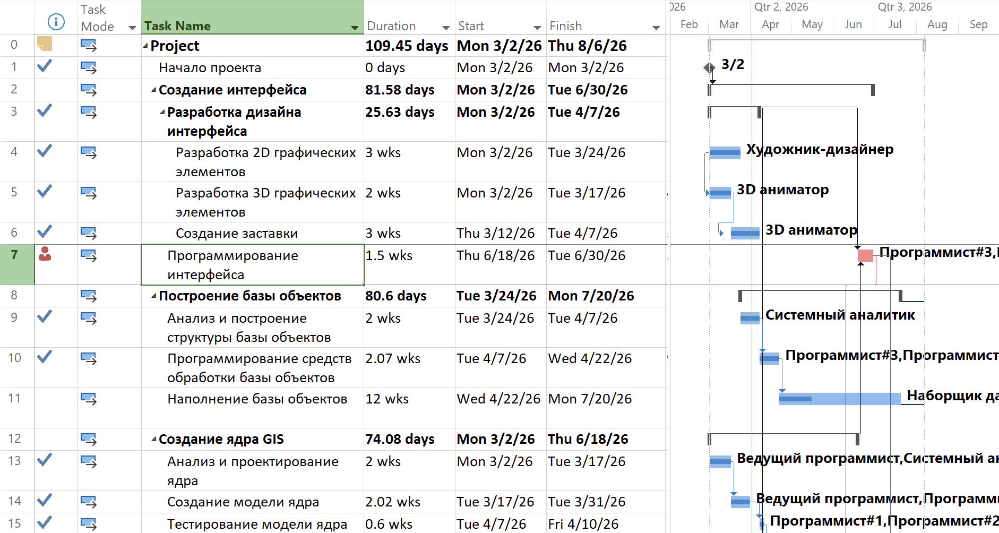 Task Mode	Task Name	Duration	Start	Finish
026	Qtr 2, 2026	Qtr 3, 2026
Feb	Mar	Apr	May	Jun	Jul	Aug	Sep
0	Project	109.45 days	Mon 3/2/26	Thu 8/6/26
1	Начало проекта	0 days	Mon 3/2/26	Mon 3/2/26	3/2
2	Создание интерфейса	81.58 days	Mon 3/2/26	Tue 6/30/26
3	Разработка дизайна интерфейса	25.63 days	Mon 3/2/26	Tue 4/7/26
4	Разработка 2D графических элементов	3 wks	Mon 3/2/26	Tue 3/24/26	Художник-дизайнер
5	Разработка 3D графических элементов	2 wks	Mon 3/2/26	Tue 3/17/26	3D аниматор
6	Создание заставки	3 wks	Thu 3/12/26	Tue 4/7/26	3D аниматор
7	Программирование интерфейса	1.5 wks	Thu 6/18/26	Tue 6/30/26	Программист#3,
8	Построение базы объектов	80.6 days	Tue 3/24/26	Mon 7/20/26
9	Анализ и построение структуры базы объектов	2 wks	Tue 3/24/26	Tue 4/7/26	Системный аналитик
10	Программирование средств обработки базы объектов	2.07 wks	Tue 4/7/26	Wed 4/22/26	Программист#3,Программист
11	Наполнение базы объектов	12 wks	Wed 4/22/26	Mon 7/20/26	Наборщик да
12	Создание ядра GIS	74.08 days	Mon 3/2/26	Thu 6/18/26
13	Анализ и проектирование ядра	2 wks	Mon 3/2/26	Tue 3/17/26	Ведущий программист,Системный ан
14	Создание модели ядра	2.02 wks	Tue 3/17/26	Tue 3/31/26	Ведущий программист,Программи
15	Тестирование модели ядра	0.6 wks	Tue 4/7/26	Fri 4/10/26	Программист#1,Программист#2